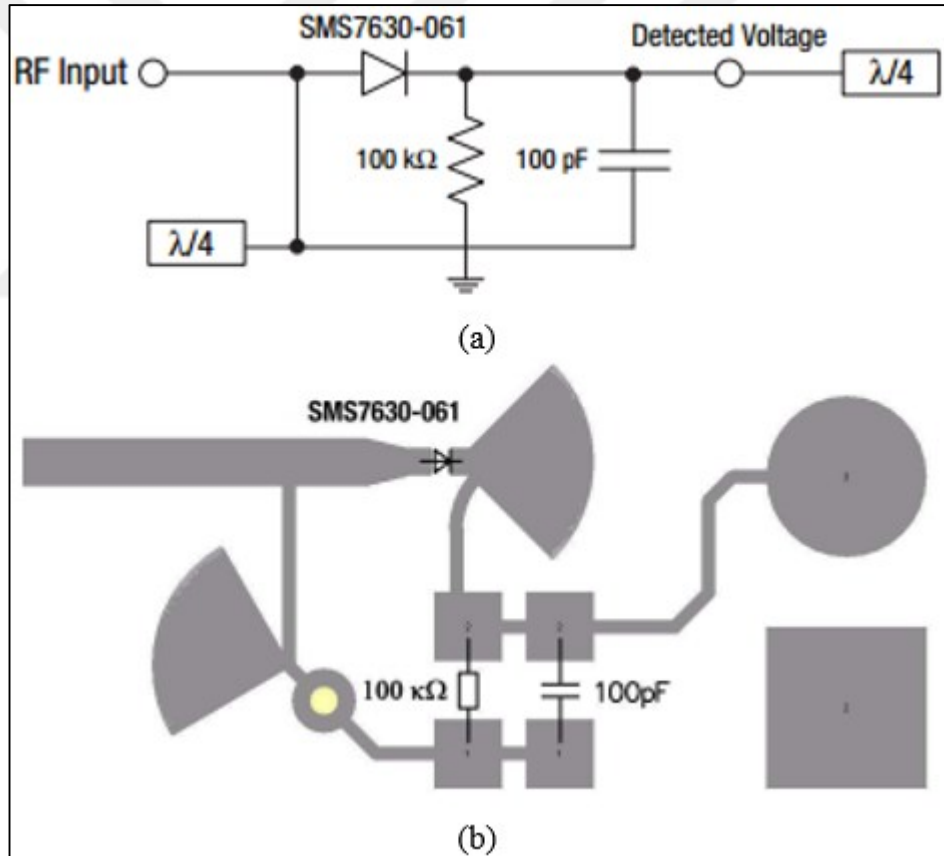 SMS7630-061
RF Input
Detected Voltage
λ/4
100 kΩ
100 pF
λ/4
(a)
SMS7630-061
100 κΩ
100pF
(b)